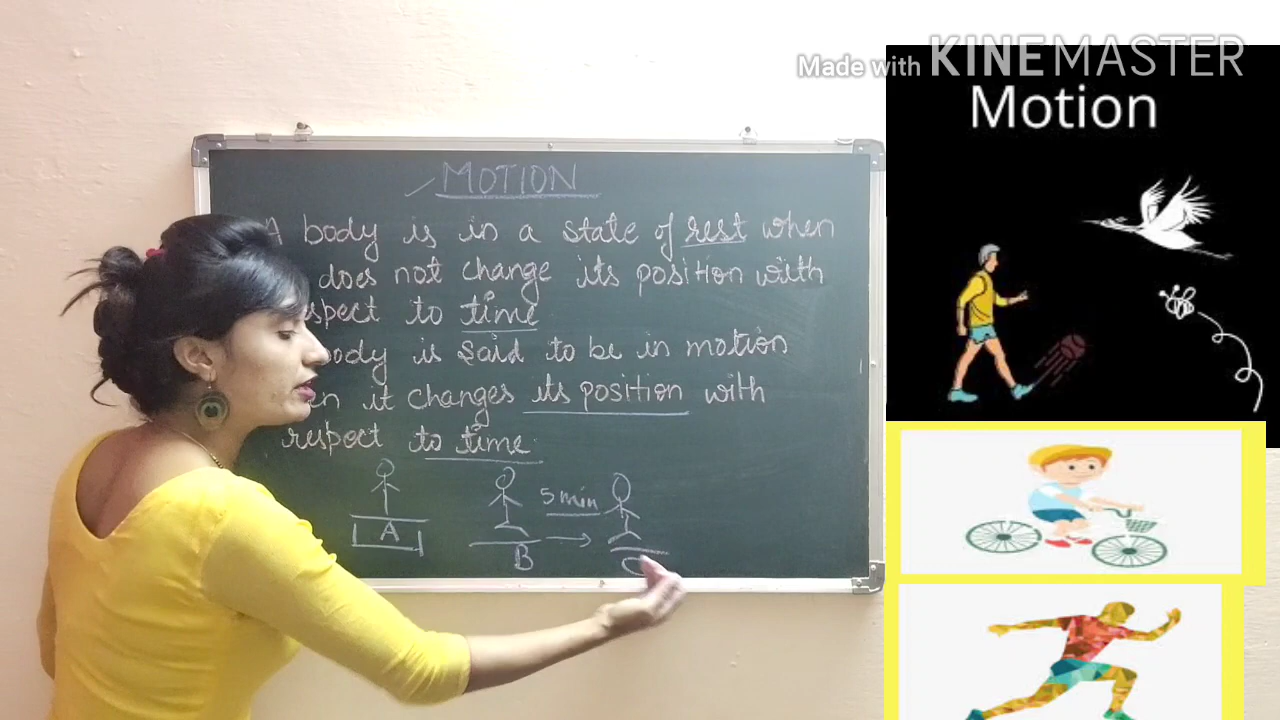 Made with KINEMASTER
Motion
MOTION
A body is in a state of rest when
does not change its position with
spect to time
body is said to be in motion
n it changes its position with
respect to time.
5 min
A
B
C